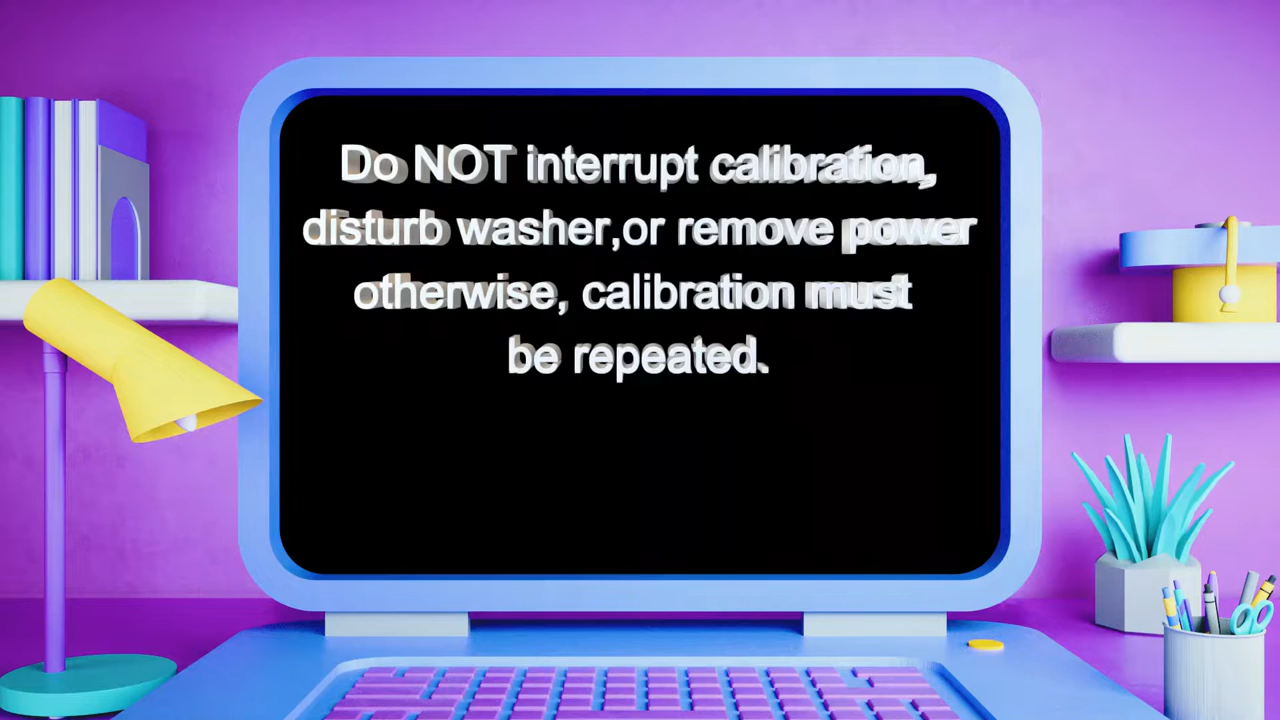 Do NOT interrupt calibration,
disturb washer,or remove power
otherwise, calibration must
be repeated.